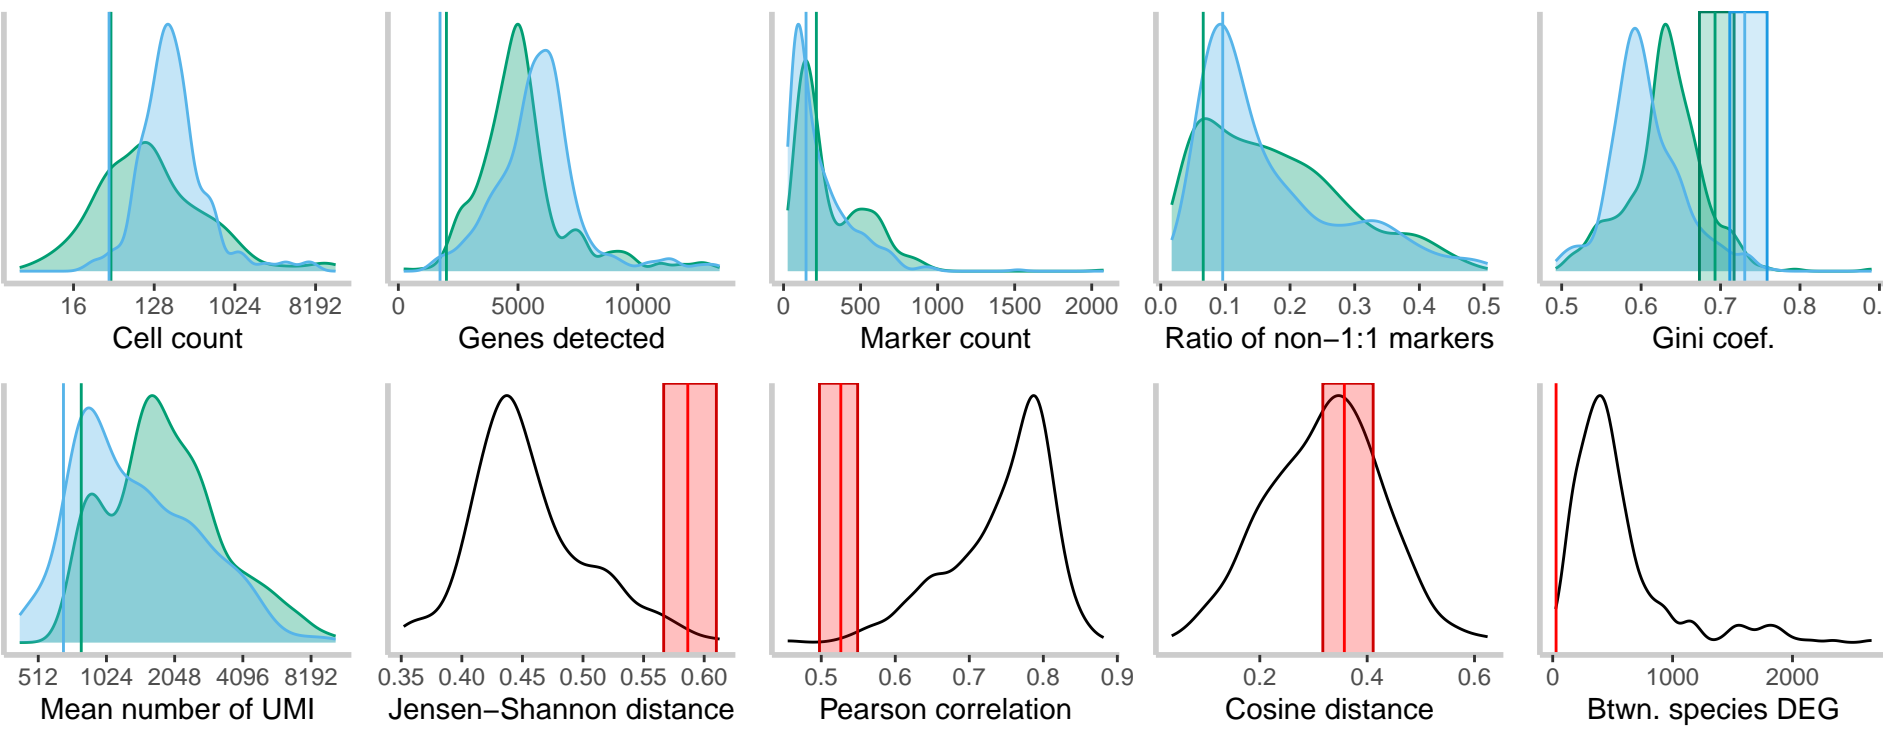 16 128 1024 8192
Cell count
0 5000 10000
Genes detected
0 500 1000 1500 2000
Marker count
0.0 0.1 0.2 0.3 0.4 0.5
Ratio of non−1:1 markers
0.5 0.6 0.7 0.8 0.
Gini coef.
512 1024 2048 4096 8192
Mean number of UMI
0.35 0.40 0.45 0.50 0.55 0.60
Jensen−Shannon distance
0.5 0.6 0.7 0.8 0.9
Pearson correlation
0.2 0.4 0.6
Cosine distance
0 1000 2000
Btwn. species DEG